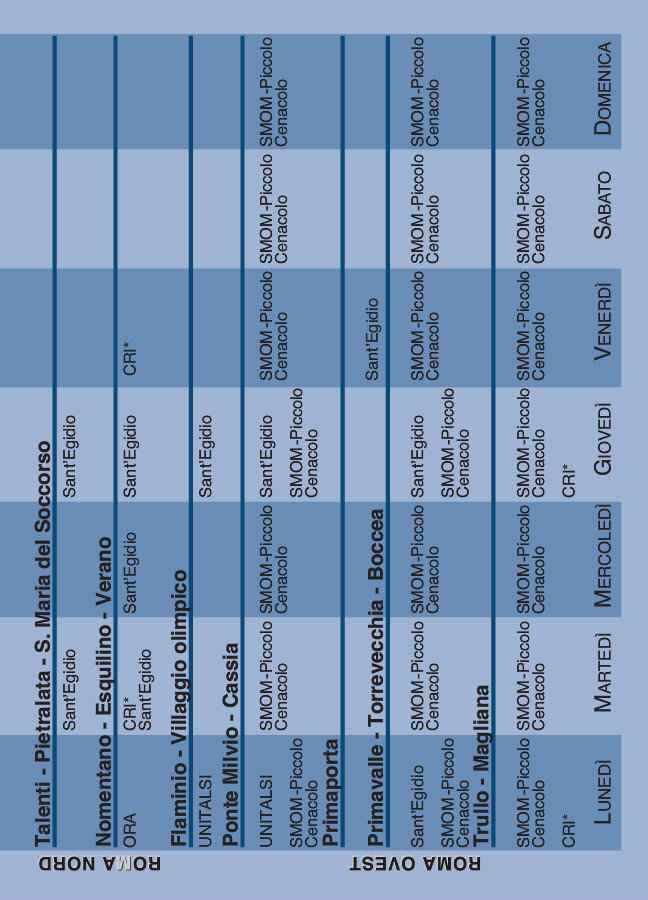 ROMA NORD
Talenti - Pietralata - S. Maria del Soccorso
Sant'Egidio
Sant'Egidio
Nomentano - Esquilino - Verano
ORA
CRI*
Sant'Egidio
Sant'Egidio
Sant'Egidio
CRI*
Flaminio - Villaggio olimpico
UNITALSI
Sant'Egidio
Ponte Milvio - Cassia
UNITALSI
SMOM-Piccolo
Cenacolo
SMOM-Piccolo
Cenacolo
SMOM-Piccolo
Cenacolo
Sant'Egidio
SMOM-Piccolo
Cenacolo
SMOM-Piccolo
Cenacolo
SMOM-Piccolo
Cenacolo
SMOM-Piccolo
Cenacolo
Primaporta
Sant'Egidio
ROMA OVEST
Primavalle - Torrevecchia - Boccea
Sant'Egidio
SMOM-Piccolo
Cenacolo
SMOM-Piccolo
Cenacolo
SMOM-Piccolo
Cenacolo
Sant'Egidio
SMOM-Piccolo
Cenacolo
SMOM-Piccolo
Cenacolo
SMOM-Piccolo
Cenacolo
SMOM-Piccolo
Cenacolo
Trullo - Magliana
SMOM-Piccolo
Cenacolo
CRI*
SMOM-Piccolo
Cenacolo
SMOM-Piccolo
Cenacolo
SMOM-Piccolo
Cenacolo
CRI*
SMOM-Piccolo
Cenacolo
SMOM-Piccolo
Cenacolo
SMOM-Piccolo
Cenacolo
LUNEDÌ
MARTEDÌ
MERCOLEDÌ
GIOVEDÌ
VENERDÌ
SABATO
DOMENICA